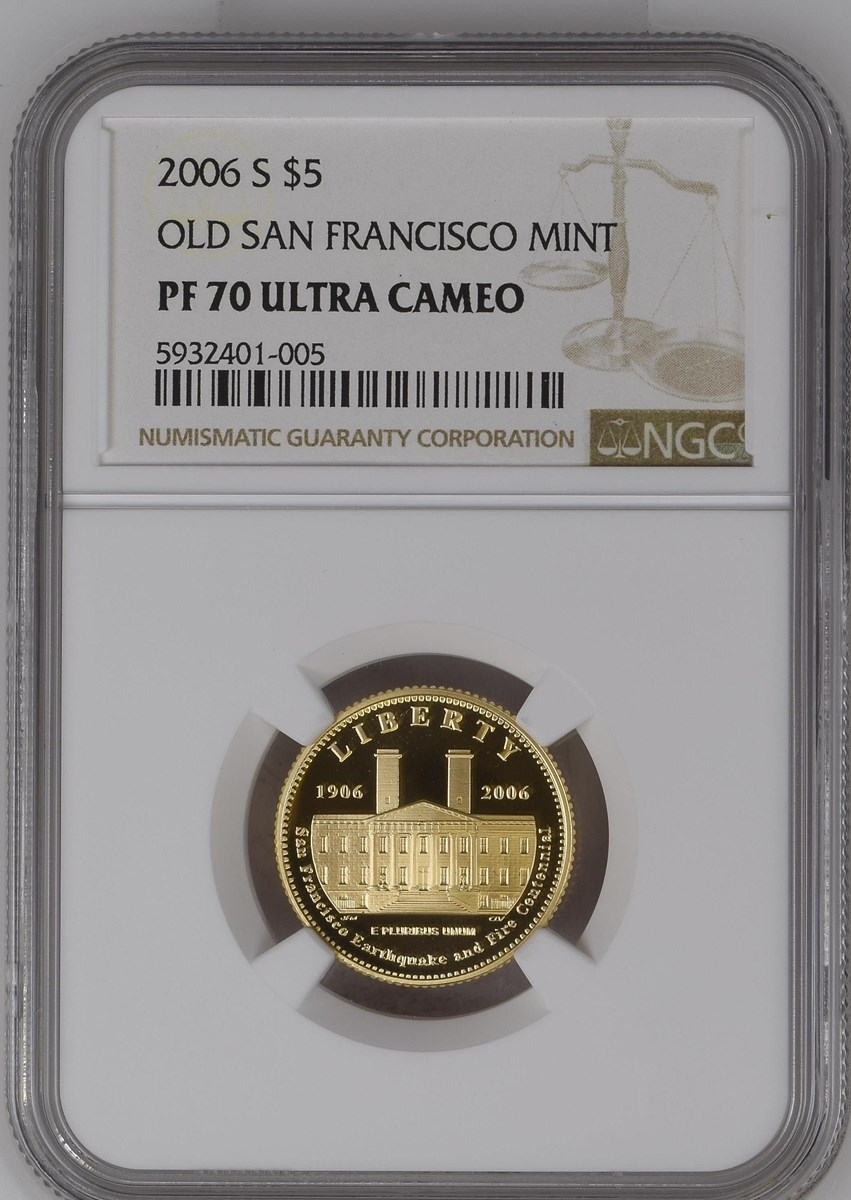 2006 S $5
OLD SAN FRANCISCO MINT
PF 70 ULTRA CAMEO
5932401-005
NUMISMATIC GUARANTY CORPORATION
NGC
LIBERTY
1906 2006
San Francisco Earthquake and Fire Centennial
E PLURIBUS UNUM